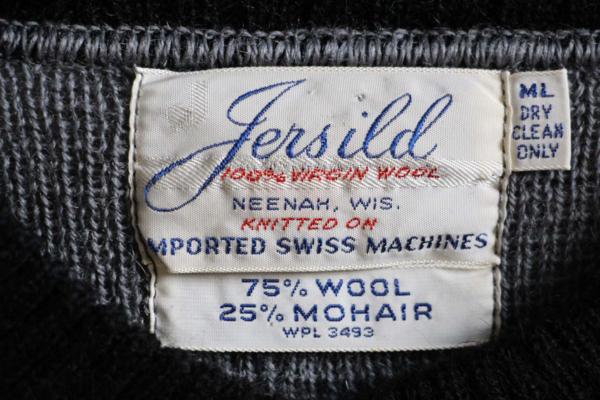 Jersild
100% VIRGIN WOOL
NEENAH, WIS.
KNITTED ON
IMPORTED SWISS MACHINES
75% WOOL
25% MOHAIR
WPL 3493
ML
DRY
CLEAN
ONLY